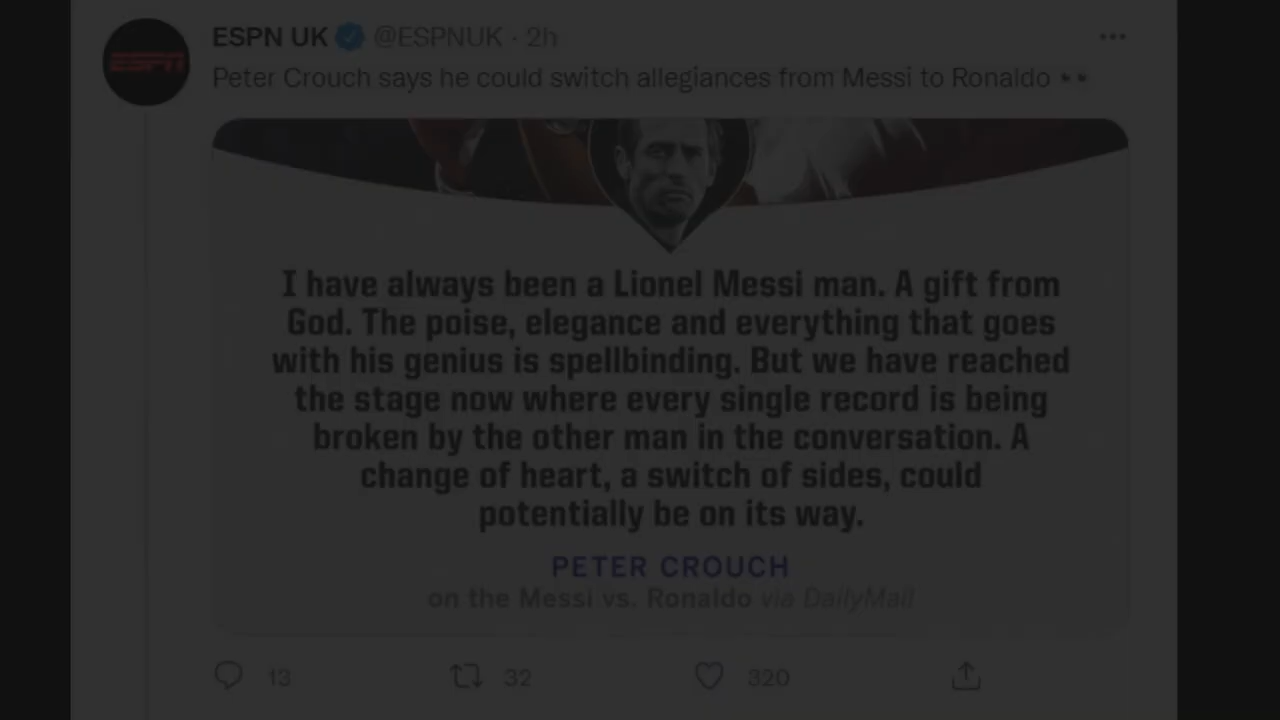 ESPN UK @ESPNUK · 2h
ESPN
Peter Crouch says he could switch allegiances from Messi to Ronaldo 👀
I have always been a Lionel Messi man. A gift from
God. The poise, elegance and everything that goes
with his genius is spellbinding. But we have reached
the stage now where every single record is being
broken by the other man in the conversation. A
change of heart, a switch of sides, could
potentially be on its way.
PETER CROUCH
on the Messi vs. Ronaldo via DailyMail
13 32 320